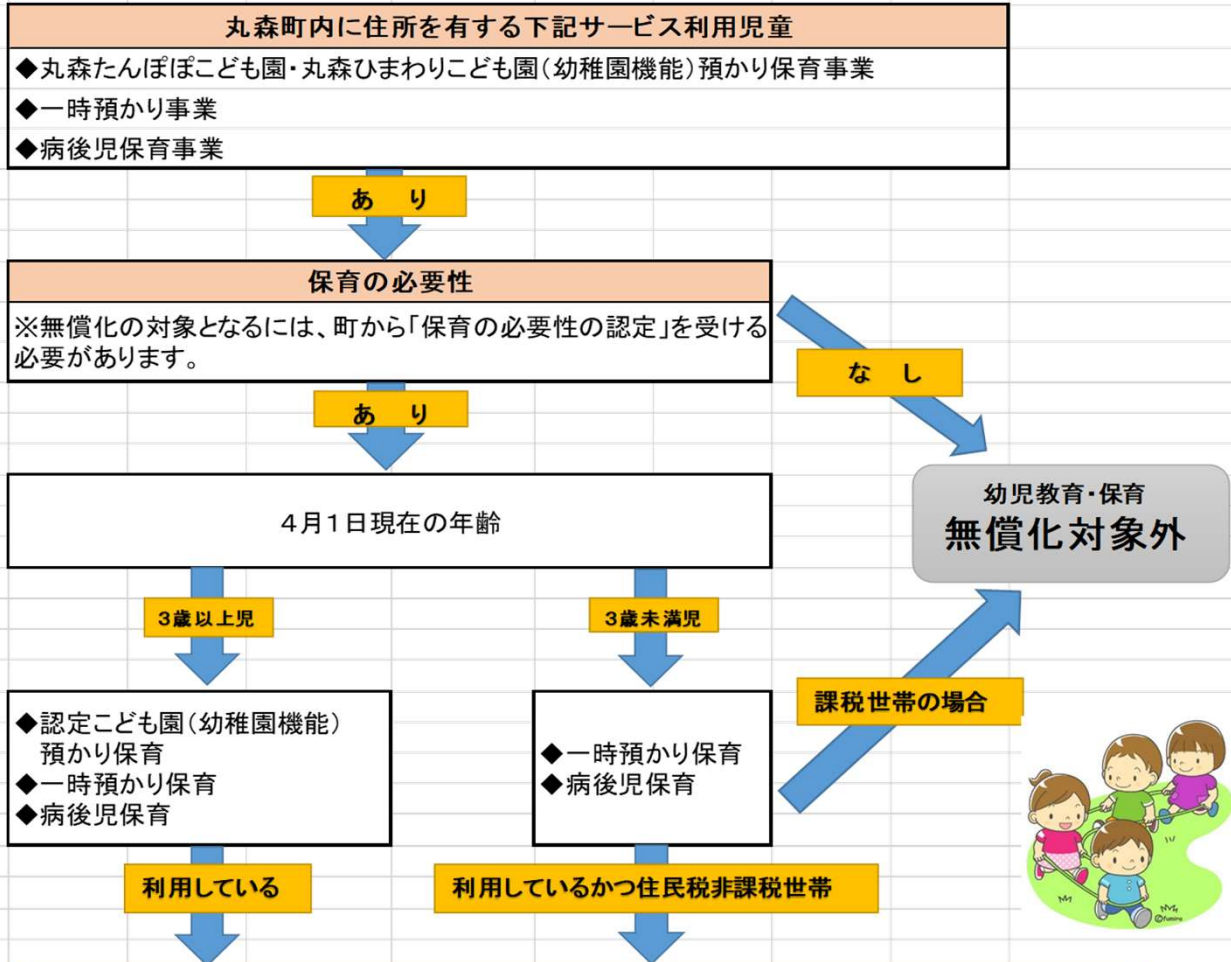 丸森町内に住所を有する下記サービス利用児童
◆丸森たんぽぽこども園・丸森ひまわりこども園(幼稚園機能)預かり保育事業
◆一時預かり事業
◆病後児保育事業
あ り
保育の必要性
※無償化の対象となるには、町から「保育の必要性の認定」を受ける
必要があります。
な し
あ り
幼児教育・保育
無償化対象外
4月1日現在の年齢
3歳以上児
3歳未満児
課税世帯の場合
◆認定こども園(幼稚園機能)
預かり保育
◆一時預かり保育
◆病後児保育
◆一時預かり保育
◆病後児保育
利用している
利用しているかつ住民税非課税世帯
©fumira